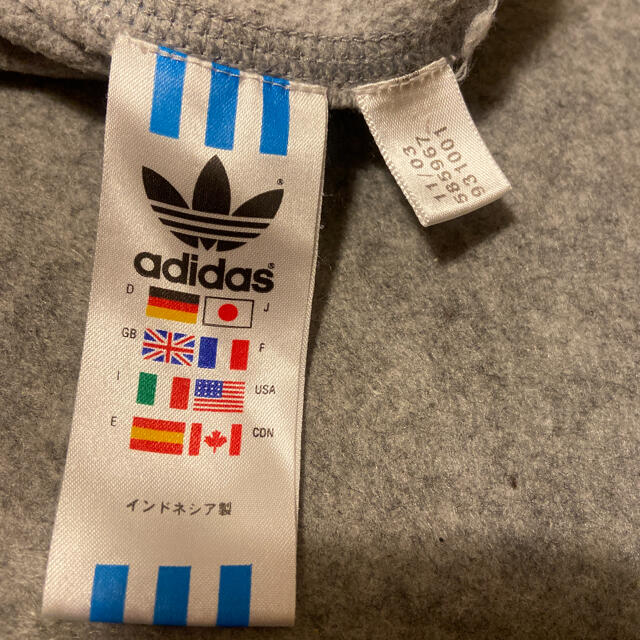 adidas
D J
GB F
I USA
E CDN
インドネシア製
11/03
585967
931001